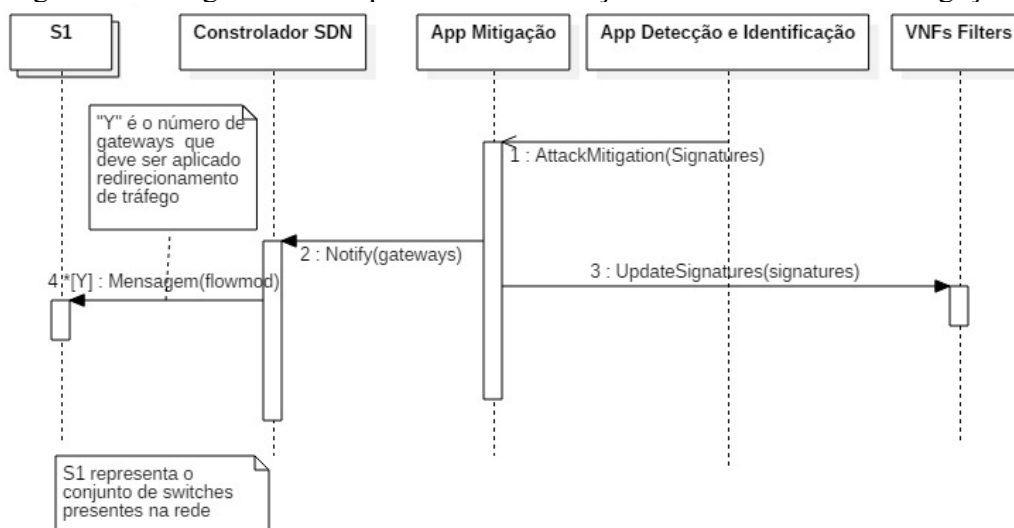 S1
Constrolador SDN
App Mitigação
App Detecção e Identificação
VNFs Filters
"Y" é o número de
gateways que
deve ser aplicado
redirecionamento
de tráfego
1 : AttackMitigation(Signatures)
2 : Notify(gateways)
3 : UpdateSignatures(signatures)
4 *[Y] : Mensagem(flowmod)
S1 representa o
conjunto de switches
presentes na rede